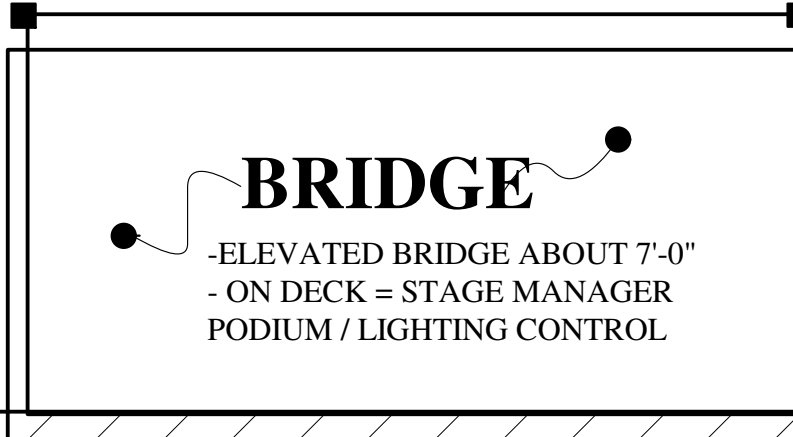 BRIDGE
-ELEVATED BRIDGE ABOUT 7'-0"
- ON DECK = STAGE MANAGER
PODIUM / LIGHTING CONTROL